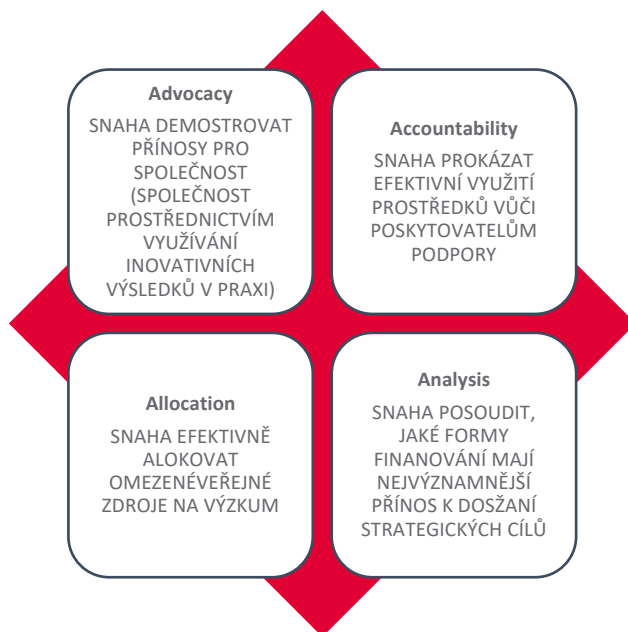 Advocacy
SNAHA DEMOSTROVAT
PŘÍNOSY PRO
SPOLEČNOST
(SPOLEČNOST
PROSTŘEDNICTVÍM
VYUŽÍVÁNÍ
INOVATIVNÍCH
VÝSLEDKŮ V PRAXI)
Accountability
SNAHA PROKÁZAT
EFEKTIVNÍ VYUŽITÍ
PROSTŘEDKŮ VŮČI
POSKYTOVATELŮM
PODPORY
Allocation
SNAHA EFEKTIVNĚ
ALOKOVAT
OMEZENÉVEŘEJNÉ
ZDROJE NA VÝZKUM
Analysis
SNAHA POSOUDIT,
JAKÉ FORMY
FINANCOVÁNÍ MAJÍ
NEJVÝZNAMNĚJŠÍ
PŘÍNOS K DOSŽANÍ
STRATEGICKÝCH CÍLŮ